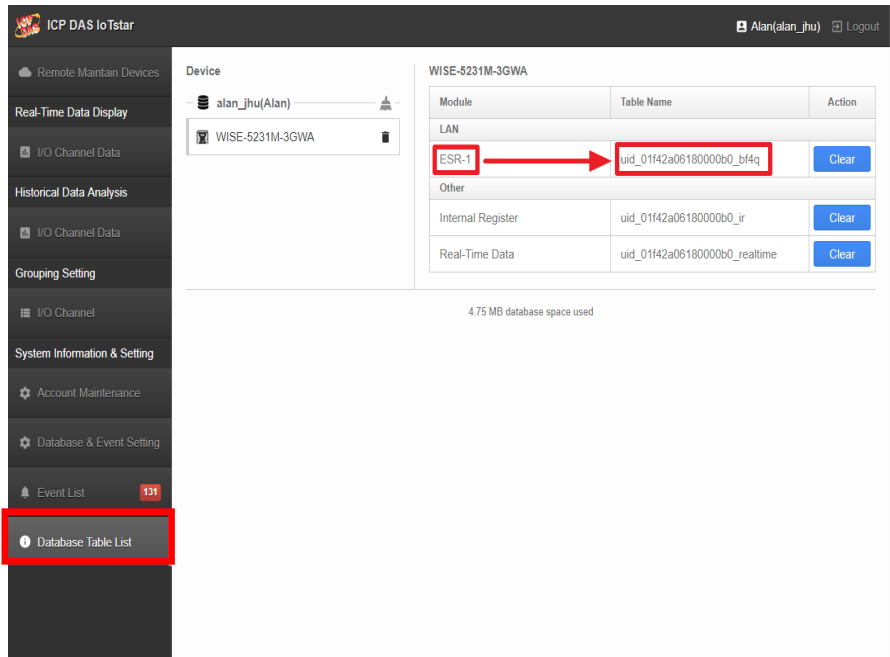 ICP DAS IoTstar
Alan(alan_jhu) Logout
Remote Maintain Devices
Real-Time Data Display
I/O Channel Data
Historical Data Analysis
I/O Channel Data
Grouping Setting
I/O Channel
System Information & Setting
Account Maintenance
Database & Event Setting
Event List 131
Database Table List
Device
alan_jhu(Alan)
WISE-5231M-3GWA
WISE-5231M-3GWA
Module Table Name Action
LAN
ESR-1 uid_01f42a06180000b0_bf4q Clear
Other
Internal Register uid_01f42a06180000b0_ir Clear
Real-Time Data uid_01f42a06180000b0_realtime Clear
4.75 MB database space used